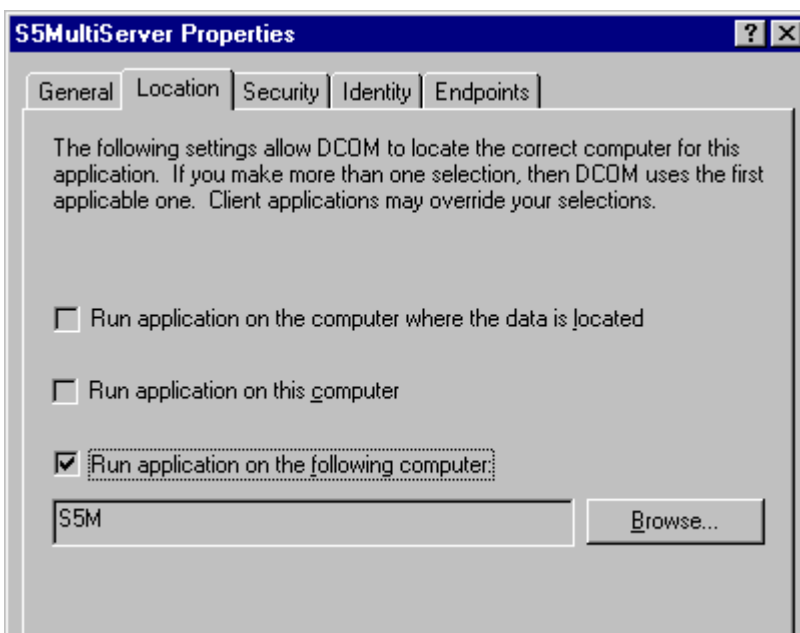 S5MultiServer Properties
General Location Security Identity Endpoints
The following settings allow DCOM to locate the correct computer for this
application. If you make more than one selection, then DCOM uses the first
applicable one. Client applications may override your selections.
Run application on the computer where the data is located
Run application on this computer
Run application on the following computer:
S5M
Browse...